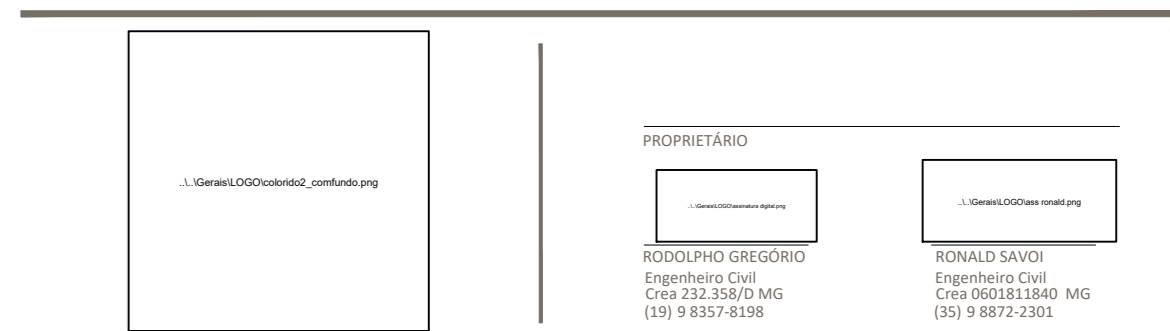 ..\..\Gerais\LOGO\colorido2_comfundo.png
PROPRIETÁRIO
..\..\Gerais\LOGO\assinatura digital.png
RODOLPHO GREGÓRIO
Engenheiro Civil
Crea 232.358/D MG
(19) 9 8357-8198
..\..\Gerais\LOGO\ass ronald.png
RONALD SAVOI
Engenheiro Civil
Crea 0601811840 MG
(35) 9 8872-2301